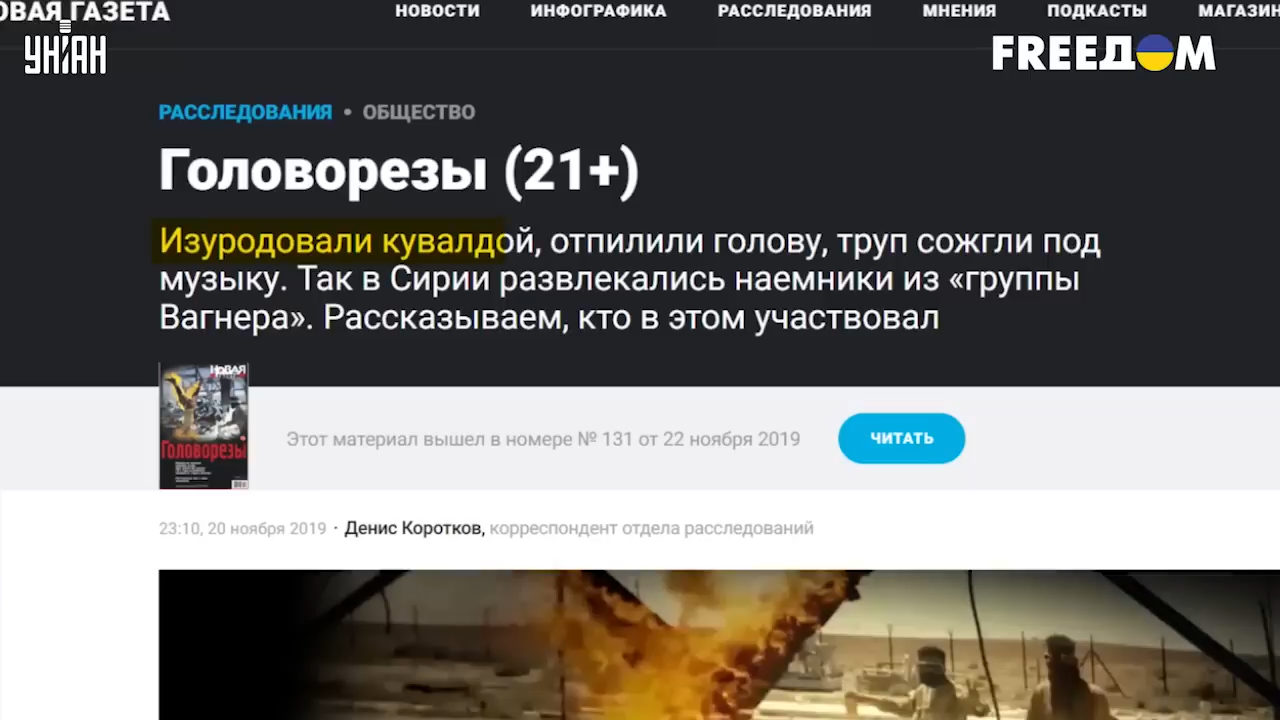 ОВАЯ ГАЗЕТА
НОВОСТИ ИНФОГРАФИКА РАССЛЕДОВАНИЯ МНЕНИЯ ПОДКАСТЫ МАГАЗИН
УНІАН
FREEДOM
РАССЛЕДОВАНИЯ • ОБЩЕСТВО
Головорезы (21+)
Изуродовали кувалдой, отпилили голову, труп сожгли под
музыку. Так в Сирии развлекались наемники из «группы
Вагнера». Рассказываем, кто в этом участвовал
НОВАЯ
Головорезы
Этот материал вышел в номере № 131 от 22 ноября 2019
ЧИТАТЬ
23:10, 20 ноября 2019 · Денис Коротков, корреспондент отдела расследований